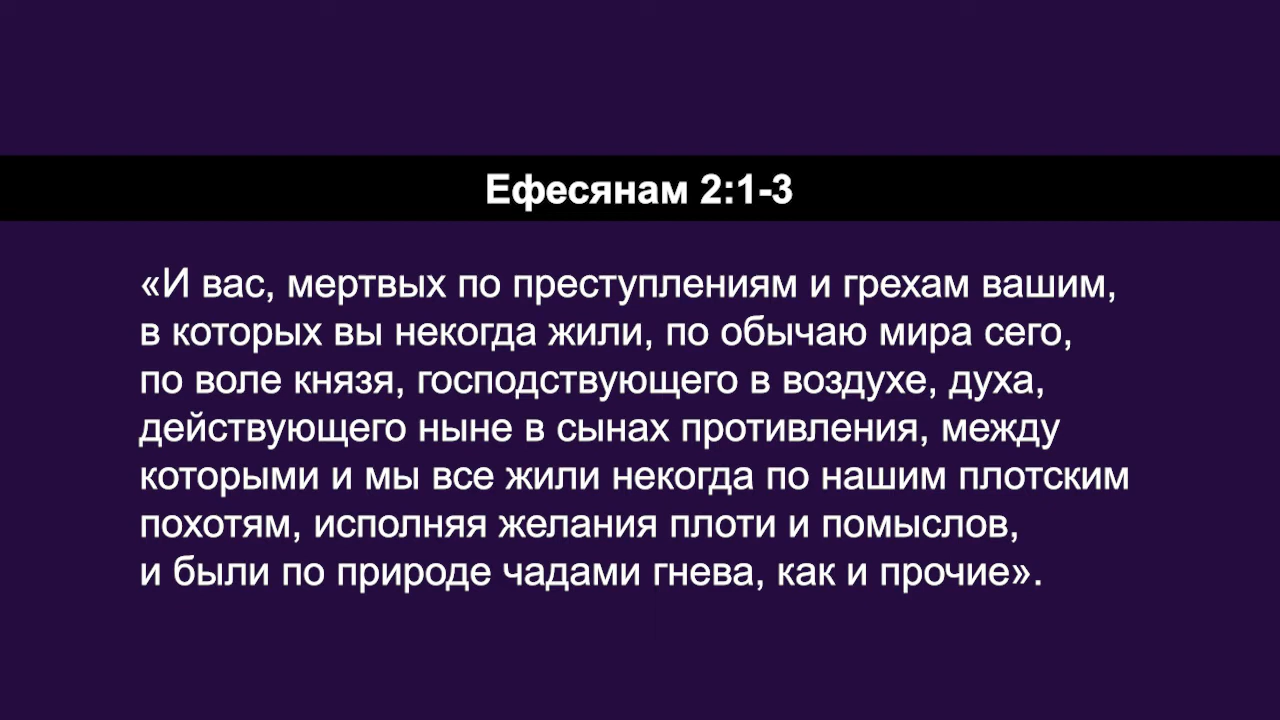 Ефесянам 2:1-3
«И вас, мертвых по преступлениям и грехам вашим,
в которых вы некогда жили, по обычаю мира сего,
по воле князя, господствующего в воздухе, духа,
действующего ныне в сынах противления, между
которыми и мы все жили некогда по нашим плотским
похотям, исполняя желания плоти и помыслов,
и были по природе чадами гнева, как и прочие».